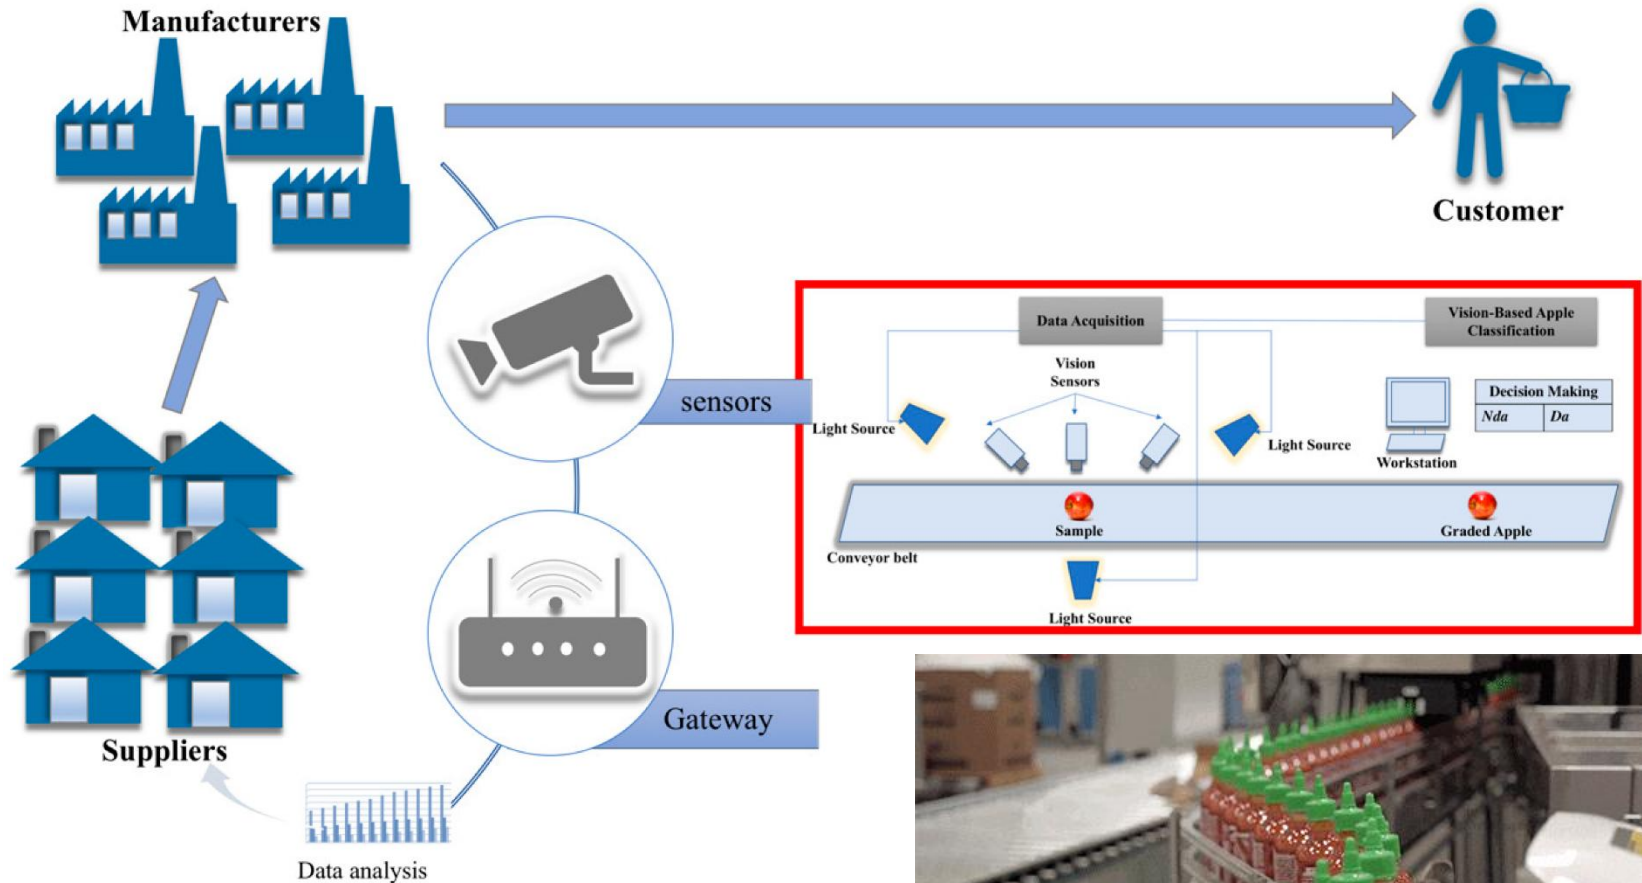 Manufacturers
Customer
sensors
Gateway
Suppliers
Data analysis
Data Acquisition
Vision-Based Apple
Classification
Vision
Sensors
Light Source
Light Source
Workstation
Decision Making
Nda
Da
Sample
Graded Apple
Conveyor belt
Light Source